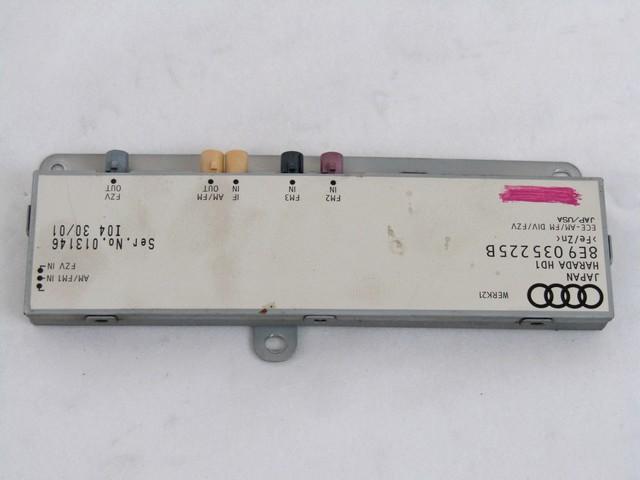 WERK21
JAPAN
HARADA HD1
8E9 035 225B
>Fe/Zn<
ECE-AM/FM DIV/FZV
JAP/USA
FM2
IN
FM3
IN
IF
IN
AM/FM
OUT
FZV
OUT
Ser.No.013146
I04 30/01
AM/FM1 IN
FZV IN